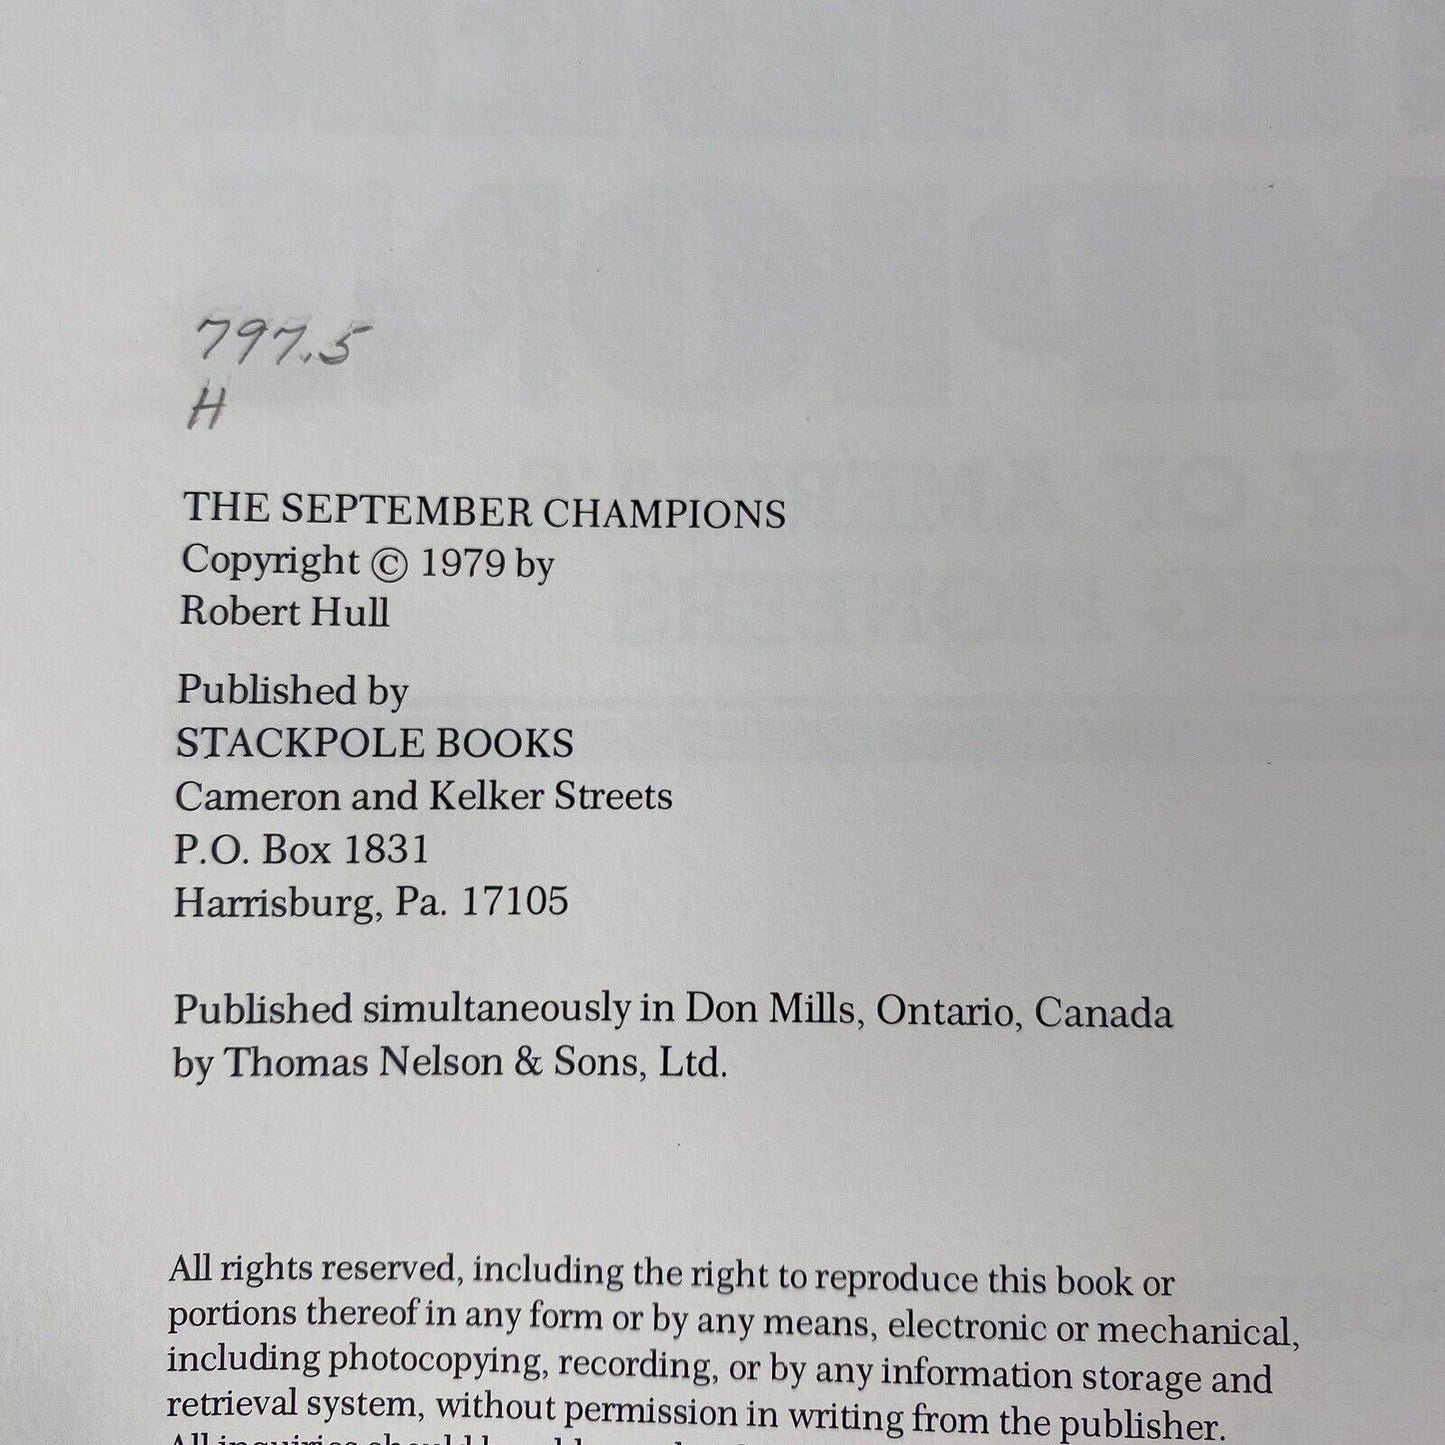 797.5
H
THE SEPTEMBER CHAMPIONS
Copyright © 1979 by
Robert Hull
Published by
STACKPOLE BOOKS
Cameron and Kelker Streets
P.O. Box 1831
Harrisburg, Pa. 17105
Published simultaneously in Don Mills, Ontario, Canada
by Thomas Nelson & Sons, Ltd.
All rights reserved, including the right to reproduce this book or
portions thereof in any form or by any means, electronic or mechanical,
including photocopying, recording, or by any information storage and
retrieval system, without permission in writing from the publisher.
All inquiries should be